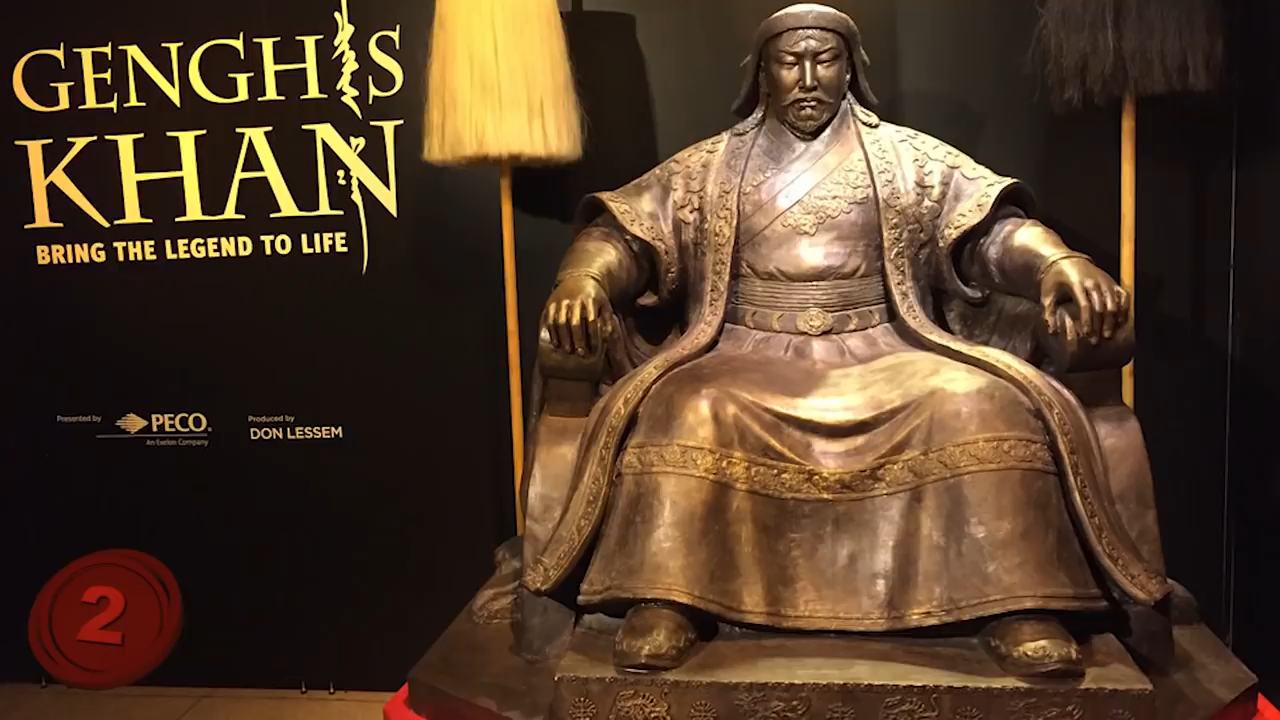 GENGHIS
KHAN
BRING THE LEGEND TO LIFE
Presented by
PECO
An Exelon Company
Produced by
DON LESSEM
2